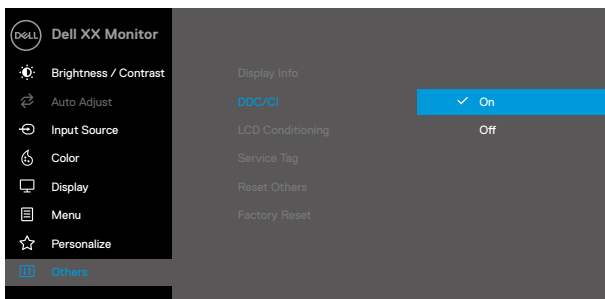 DELL Dell XX Monitor
Brightness / Contrast
Auto Adjust
Input Source
Color
Display
Menu
Personalize
Others
Display Info
DDC/CI
LCD Conditioning
Service Tag
Reset Others
Factory Reset
On
Off